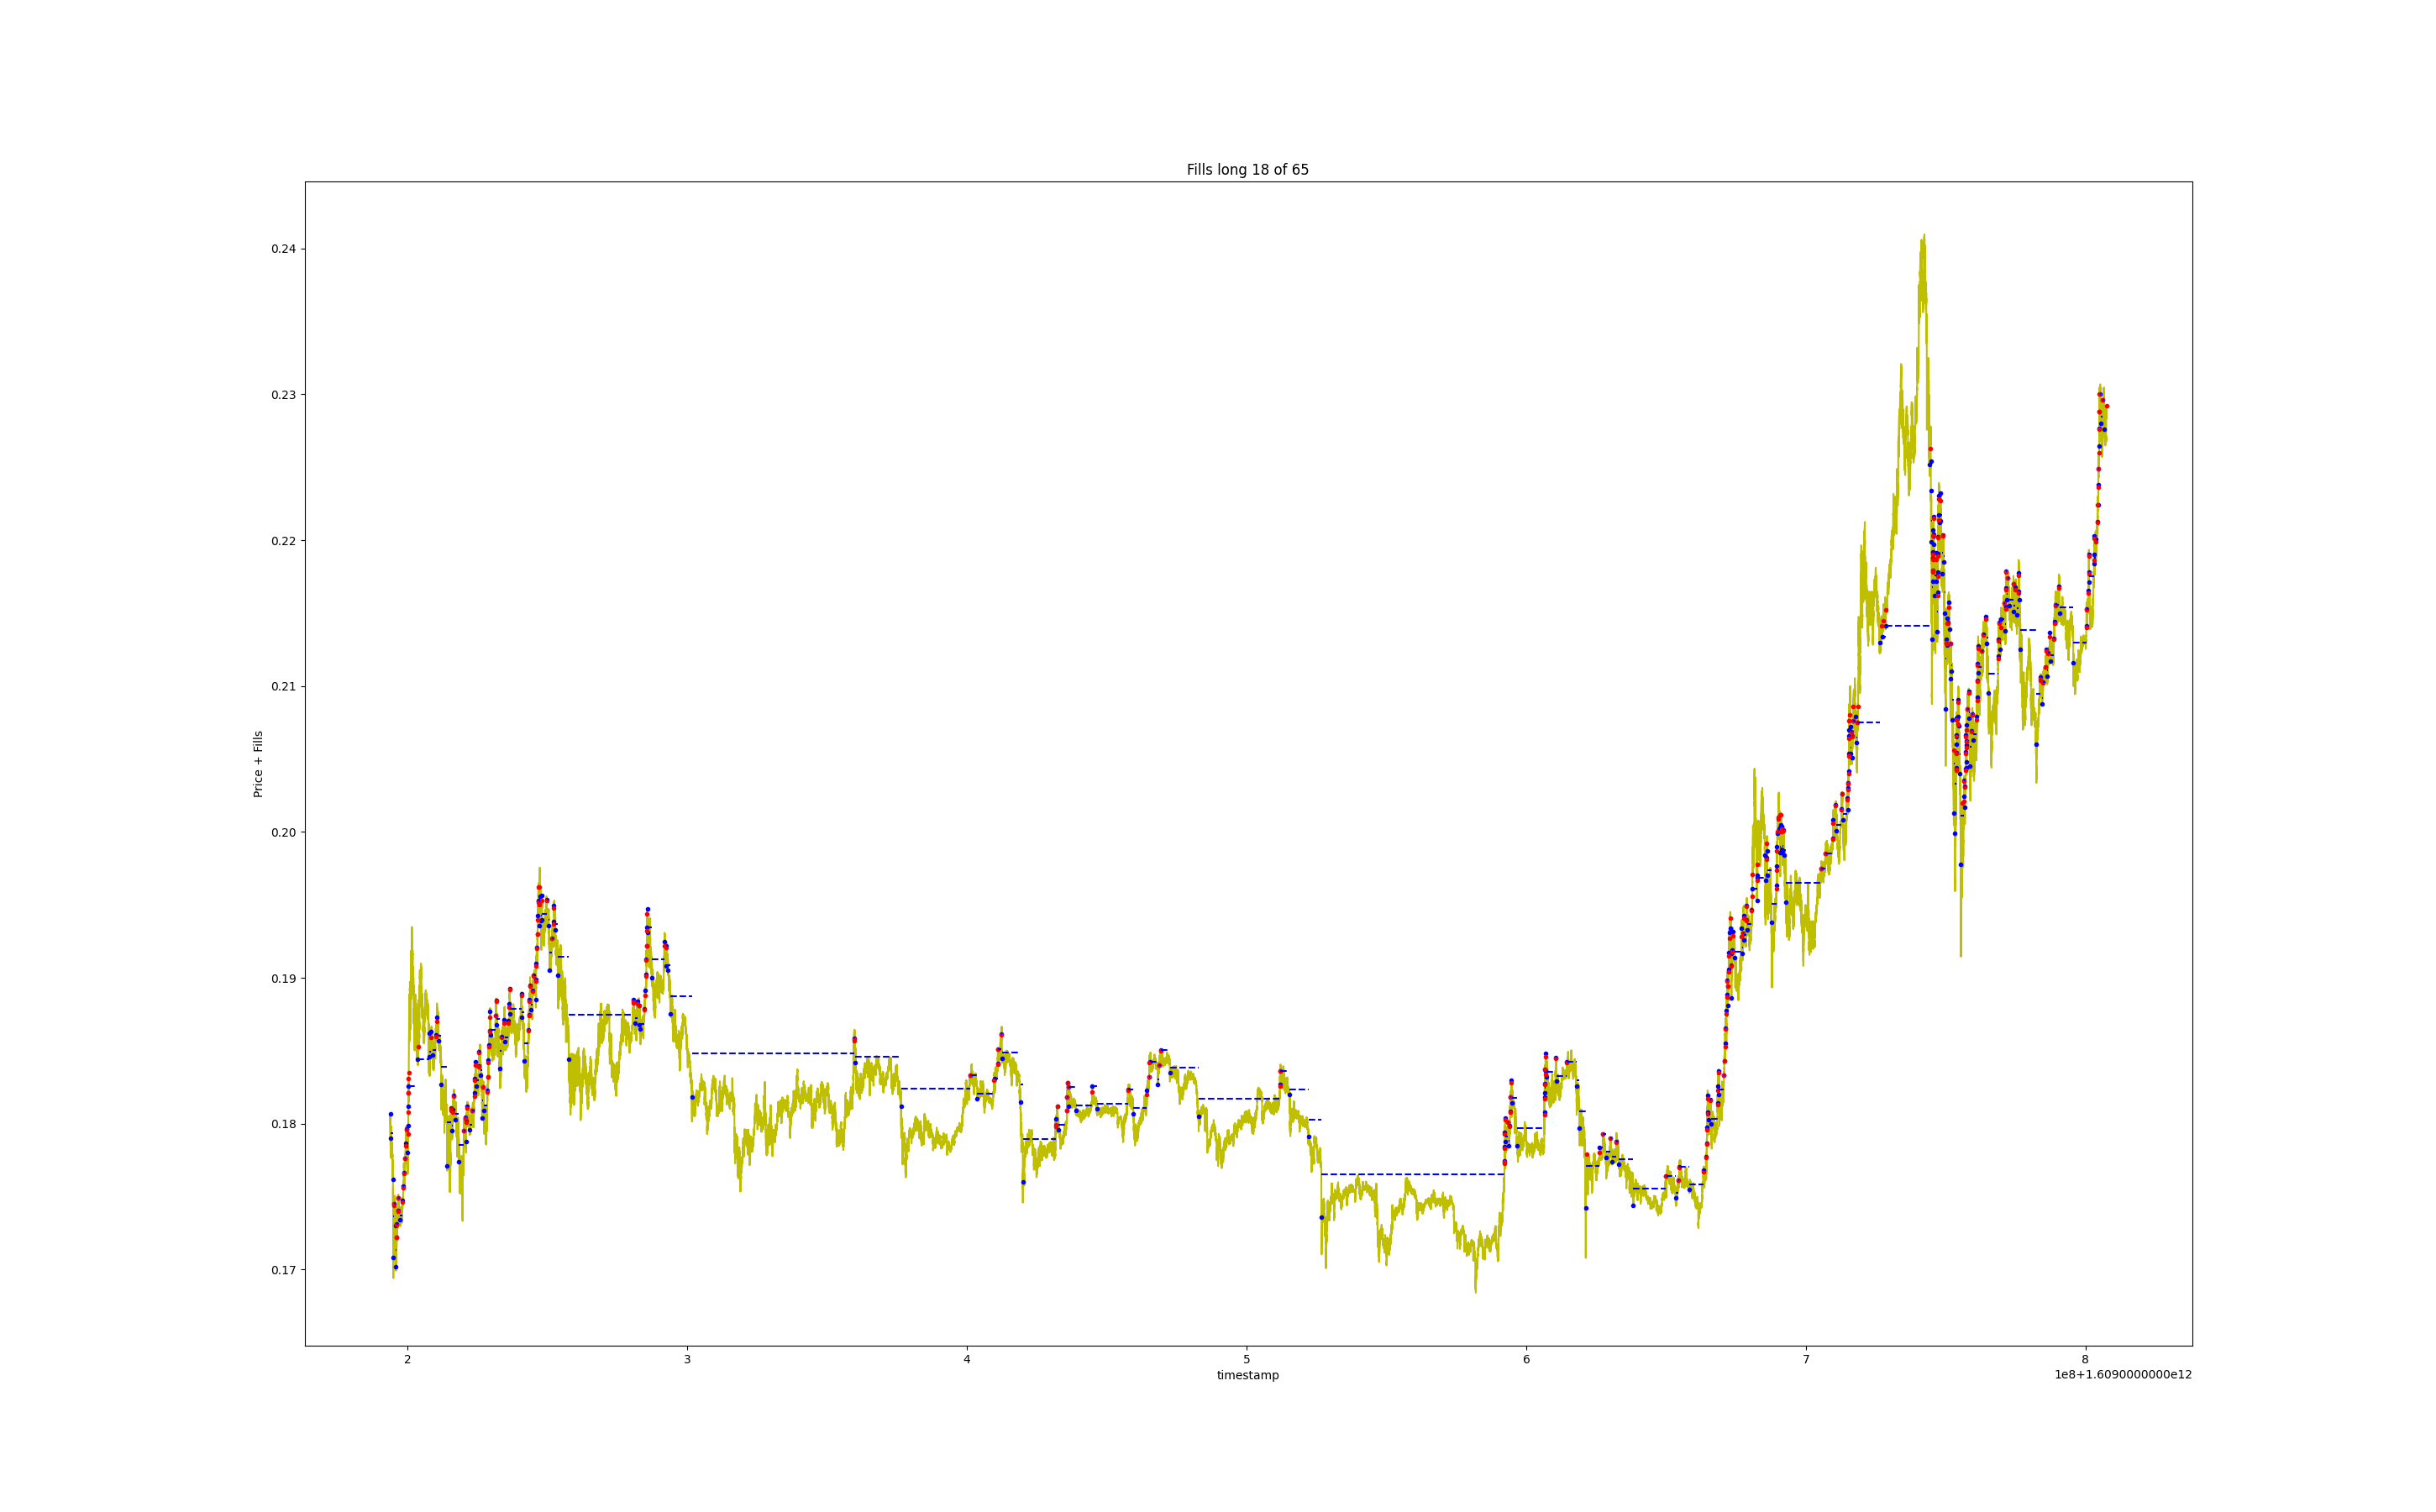 Fills long 18 of 65
0.24
0.23
0.22
0.21
0.20
0.19
0.18
0.17
Price + Fills
2 3 4 5 6 7 8
timestamp
1e8+1.6090000000e12